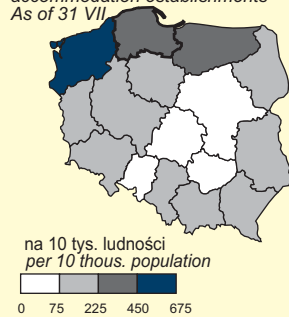 accommodation establishments
As of 31 VII
na 10 tys. ludności
per 10 thous. population
0 75 225 450 675